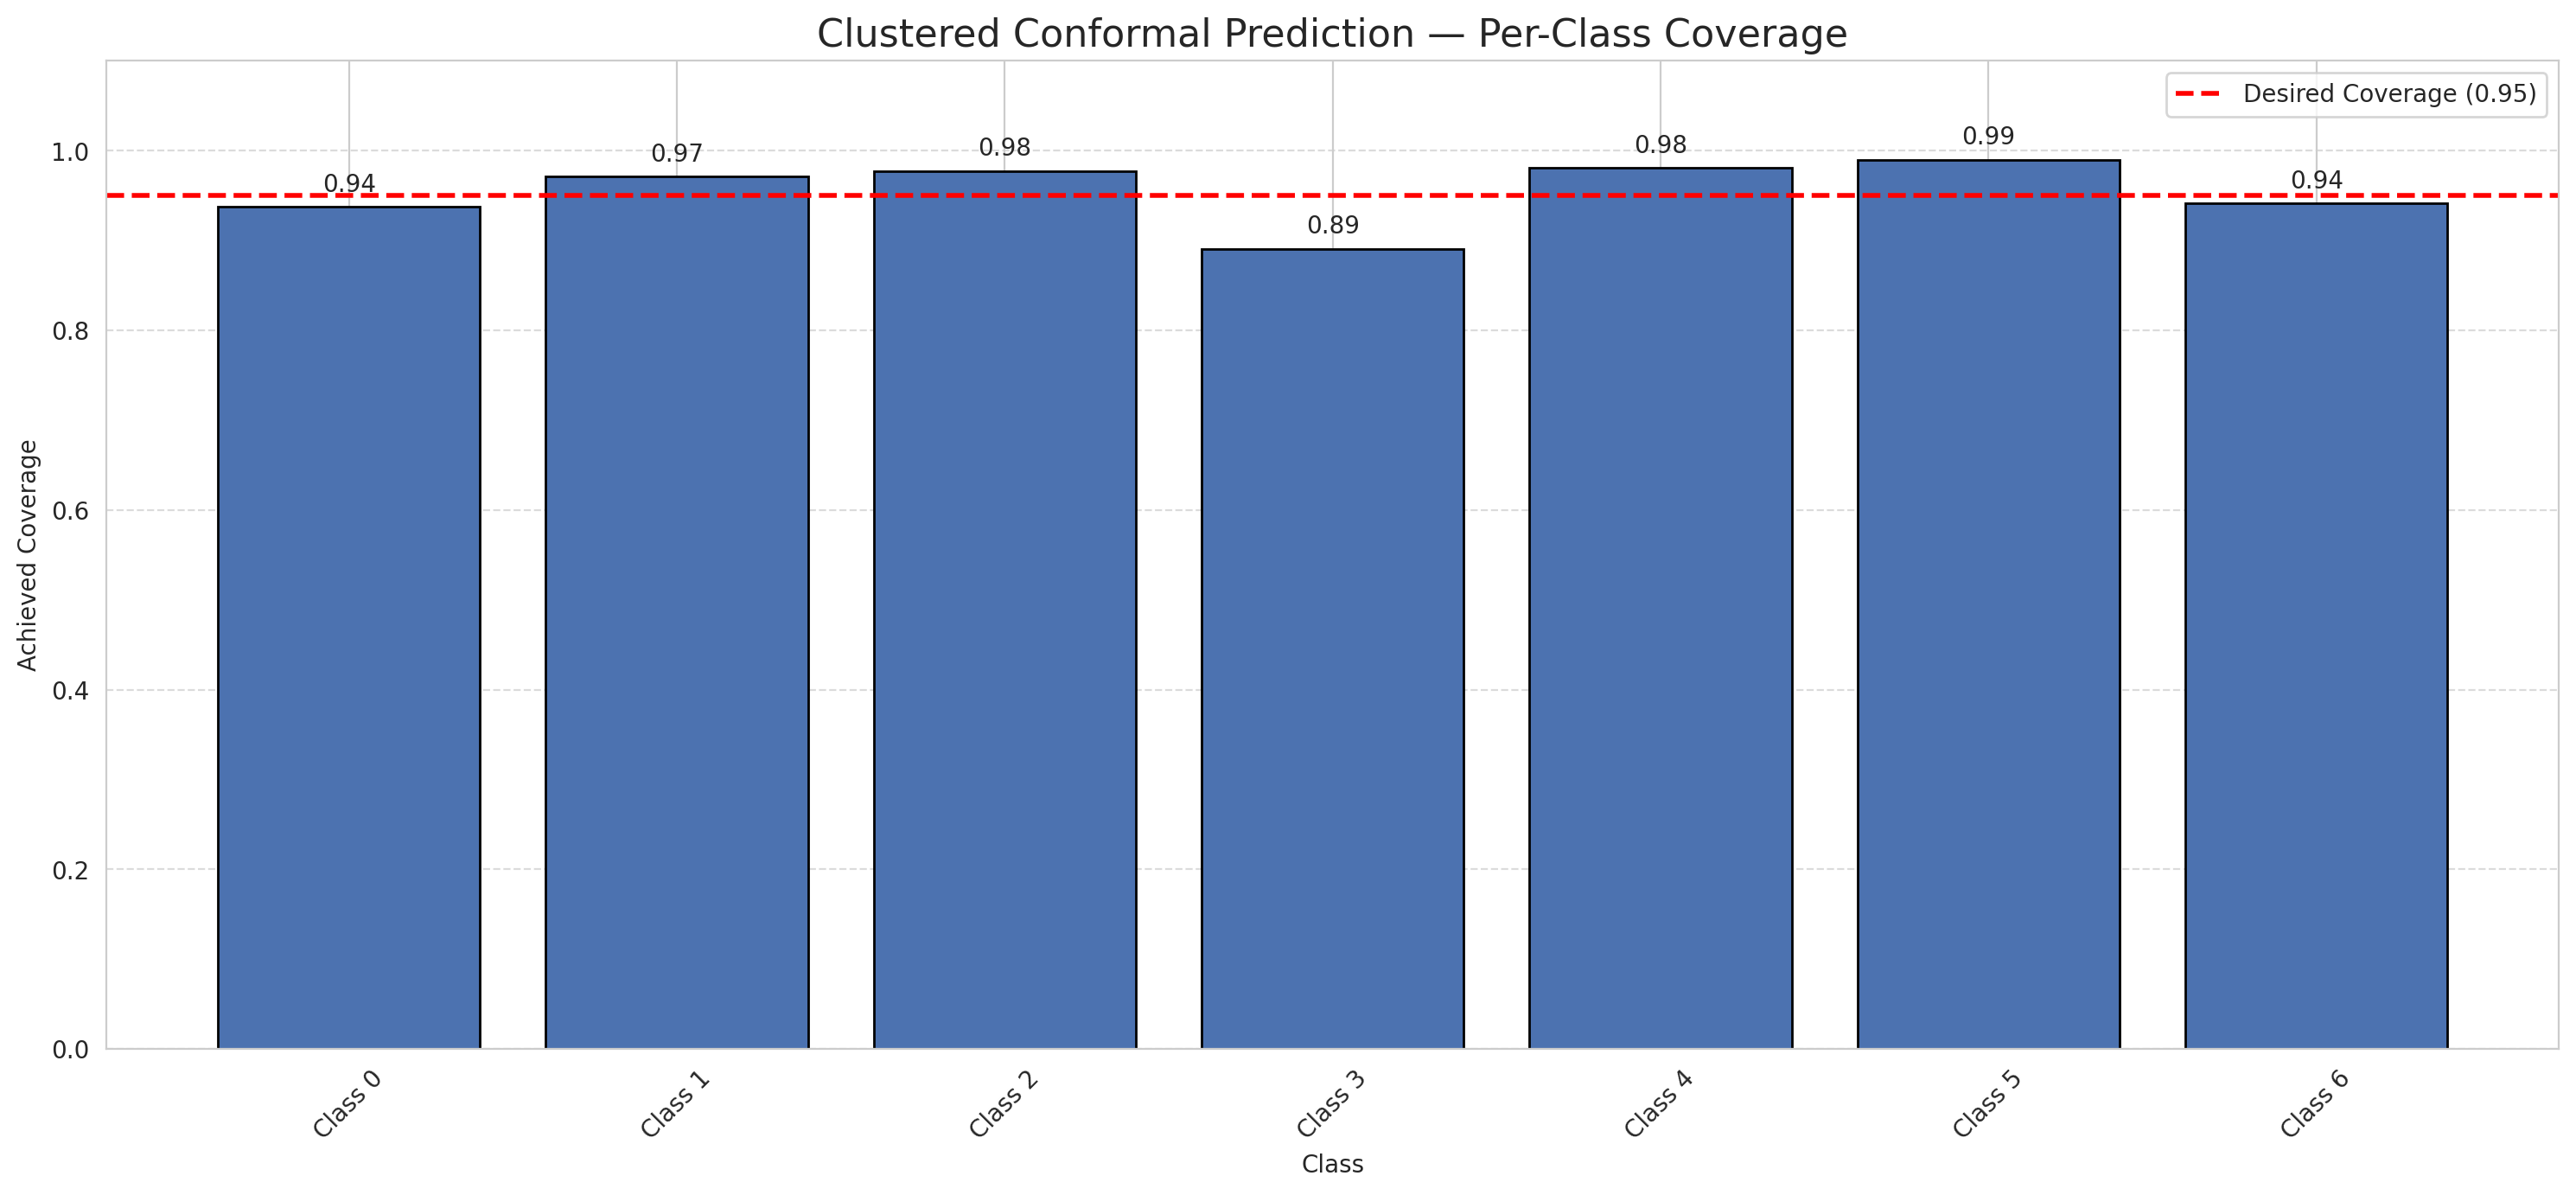 Clustered Conformal Prediction — Per-Class Coverage
Desired Coverage (0.95)
Achieved Coverage
1.0
0.8
0.6
0.4
0.2
0.0
0.94
0.97
0.98
0.89
0.98
0.99
0.94
Class 0
Class 1
Class 2
Class 3
Class 4
Class 5
Class 6
Class